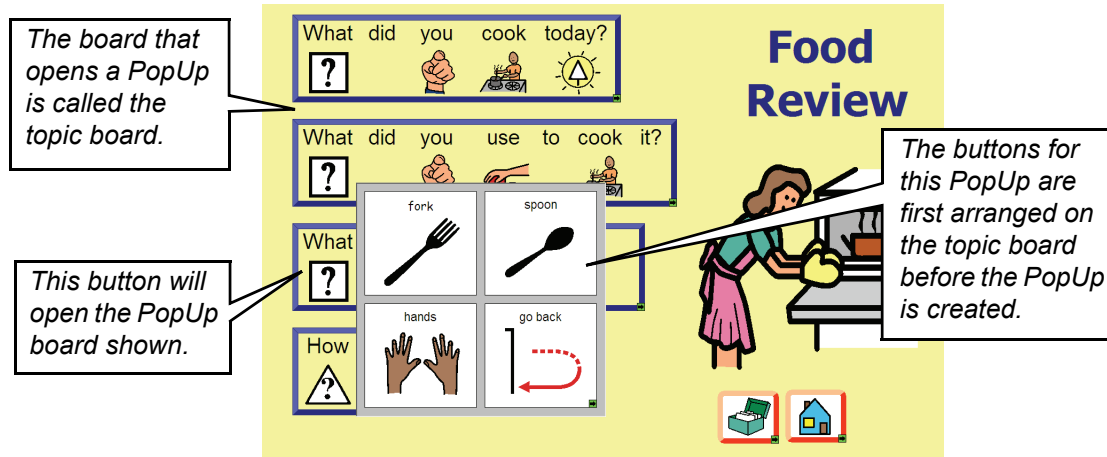 The board that
opens a PopUp
is called the
topic board.
What did you cook today?
?
Food
Review
What did you use to cook it?
?
The buttons for
this PopUp are
first arranged on
the topic board
before the PopUp
is created.
fork
spoon
What
?
This button will
open the PopUp
board shown.
hands
go back
How
?